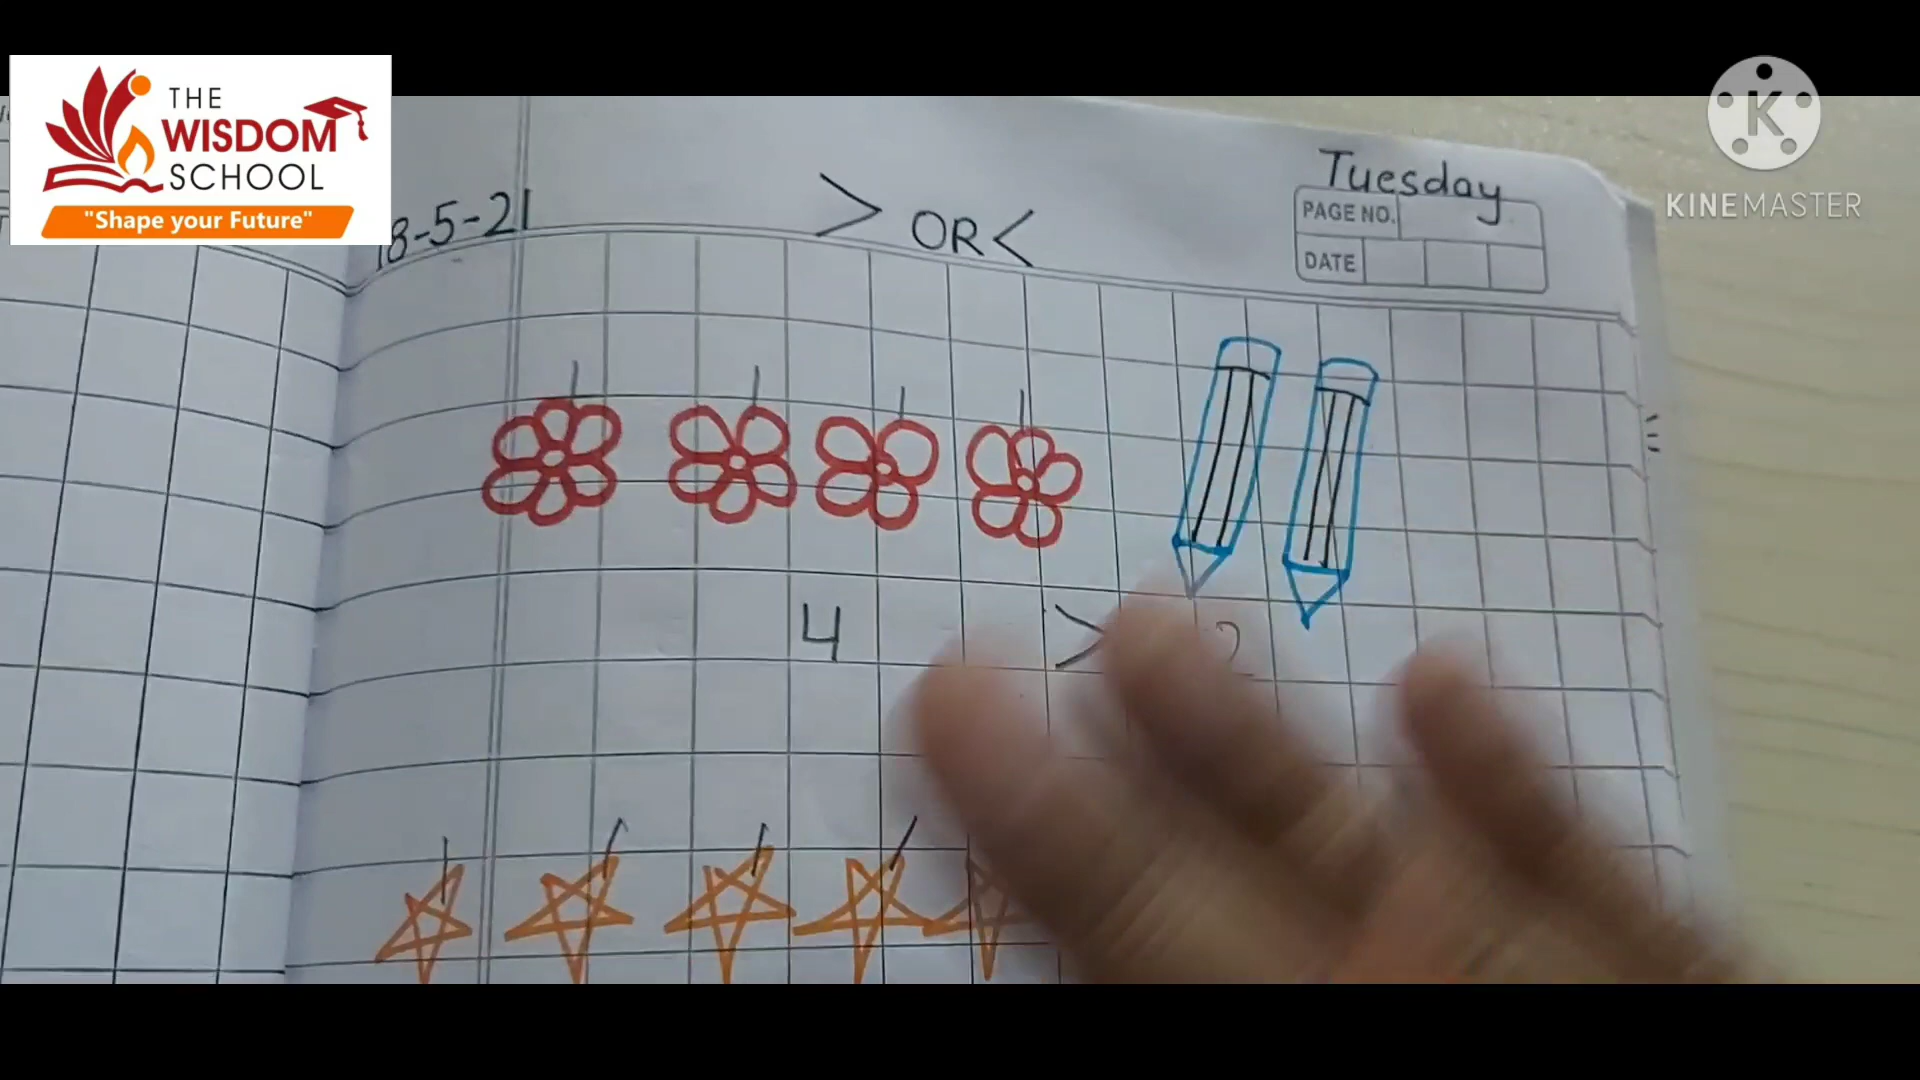 THE
WISDOM
SCHOOL
"Shape your Future"
K
KINEMASTER
Tuesday
18-5-21
> OR <
PAGE NO.
DATE
4 > 2